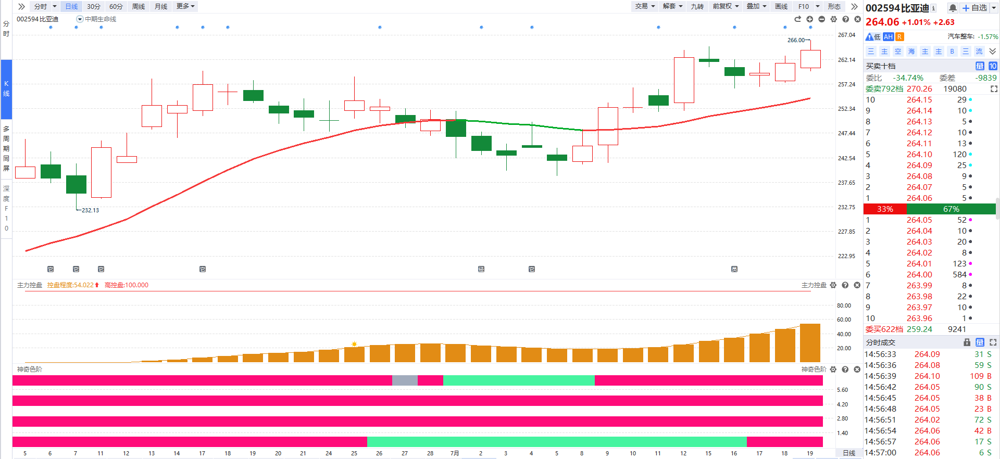 分时 日线 30分 60分 周线 月线 更多 交易 解套 九转 前复权 叠加 画线 F10 形态
002594比亚迪 中期生命线
分时
K线
多周期同屏
深度F10
266.00
232.13
267.04
262.14
257.24
252.34
247.44
242.54
237.65
232.75
227.85
222.95
主力控盘 控盘程度:54.022 高控盘:100.000 主力控盘
80.00
60.00
40.00
20.00
神奇色阶 神奇色阶
5.60
4.20
2.80
1.40
5 6 7 11 12 13 14 17 18 19 20 21 24 25 26 27 28 7月 2 3 4 5 8 9 10 11 12 15 16 17 18 19 日线
002594比亚迪 自选
264.06 +1.01% +2.63
低 AH R 汽车整车: -1.57%
三 主 空 海 主 主 B 三 流
买卖十档 量 10
委比 -34.74% 委差 -9839
委卖792档 270.26 19080
10 264.15 29
9 264.14 10
8 264.13 5
7 264.12 10
6 264.11 13
5 264.10 120
4 264.09 25
3 264.08 9
2 264.07 5
1 264.06 5
33% 67%
1 264.05 52
2 264.04 10
3 264.03 20
4 264.02 8
5 264.01 123
6 264.00 584
7 263.99 8
8 263.98 22
9 263.97 10
10 263.96 1
委买622档 259.24 9241
分时成交 量
14:56:33 264.09 31 S
14:56:36 264.08 59 S
14:56:39 264.10 109 B
14:56:42 264.05 90 S
14:56:45 264.05 38 B
14:56:48 264.05 23 B
14:56:51 264.02 72 S
14:56:54 264.06 42 B
14:56:57 264.06 17 S
14:57:00 264.06 6 S